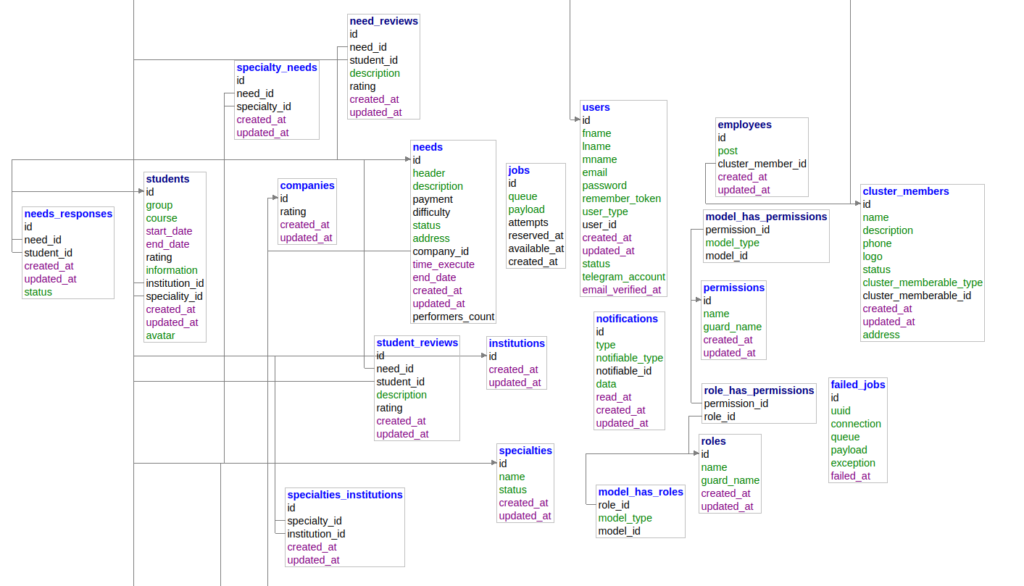 need_reviews
id
need_id
student_id
description
rating
created_at
updated_at
specialty_needs
id
need_id
specialty_id
created_at
updated_at
needs
id
header
description
payment
difficulty
status
address
company_id
time_execute
end_date
created_at
updated_at
performers_count
students
id
group
course
start_date
end_date
rating
information
institution_id
speciality_id
created_at
updated_at
avatar
needs_responses
id
need_id
student_id
created_at
updated_at
status
companies
id
rating
created_at
updated_at
jobs
id
queue
payload
attempts
reserved_at
available_at
created_at
users
id
fname
lname
mname
email
password
remember_token
user_type
user_id
created_at
updated_at
status
telegram_account
email_verified_at
employees
id
post
cluster_member_id
created_at
updated_at
cluster_members
id
name
description
phone
logo
status
cluster_memberable_type
cluster_memberable_id
created_at
updated_at
address
model_has_permissions
permission_id
model_type
model_id
permissions
id
name
guard_name
created_at
updated_at
notifications
id
type
notifiable_type
notifiable_id
data
read_at
created_at
updated_at
student_reviews
id
need_id
student_id
description
rating
created_at
updated_at
institutions
id
created_at
updated_at
role_has_permissions
permission_id
role_id
failed_jobs
id
uuid
connection
queue
payload
exception
failed_at
roles
id
name
guard_name
created_at
updated_at
specialties
id
name
status
created_at
updated_at
specialties_institutions
id
specialty_id
institution_id
created_at
updated_at
model_has_roles
role_id
model_type
model_id